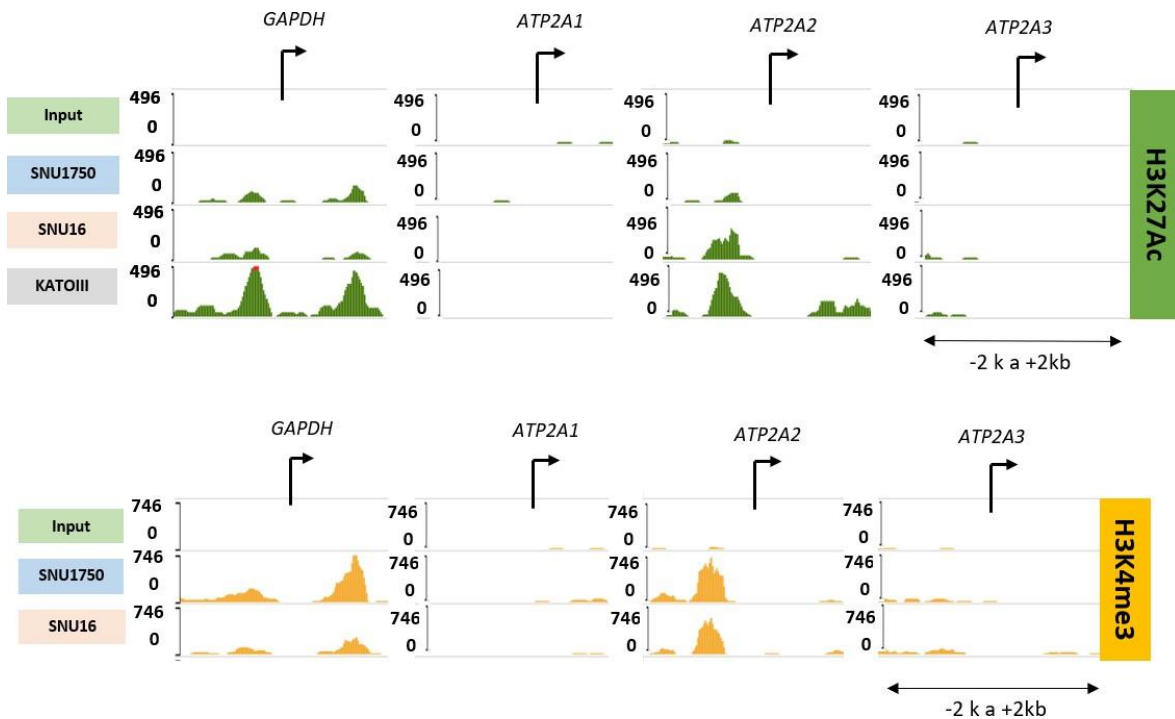 GAPDH ATP2A1 ATP2A2 ATP2A3
Input 496 0 496 0 496 0 496 0
SNU1750 496 0 496 0 496 0 496 0
SNU16 496 0 496 0 496 0 496 0
KATOIII 496 0 496 0 496 0 496 0
H3K27Ac
-2 k a +2kb
GAPDH ATP2A1 ATP2A2 ATP2A3
Input 746 0 746 0 746 0 746 0
SNU1750 746 0 746 0 746 0 746 0
SNU16 746 0 746 0 746 0 746 0
H3K4me3
-2 k a +2kb